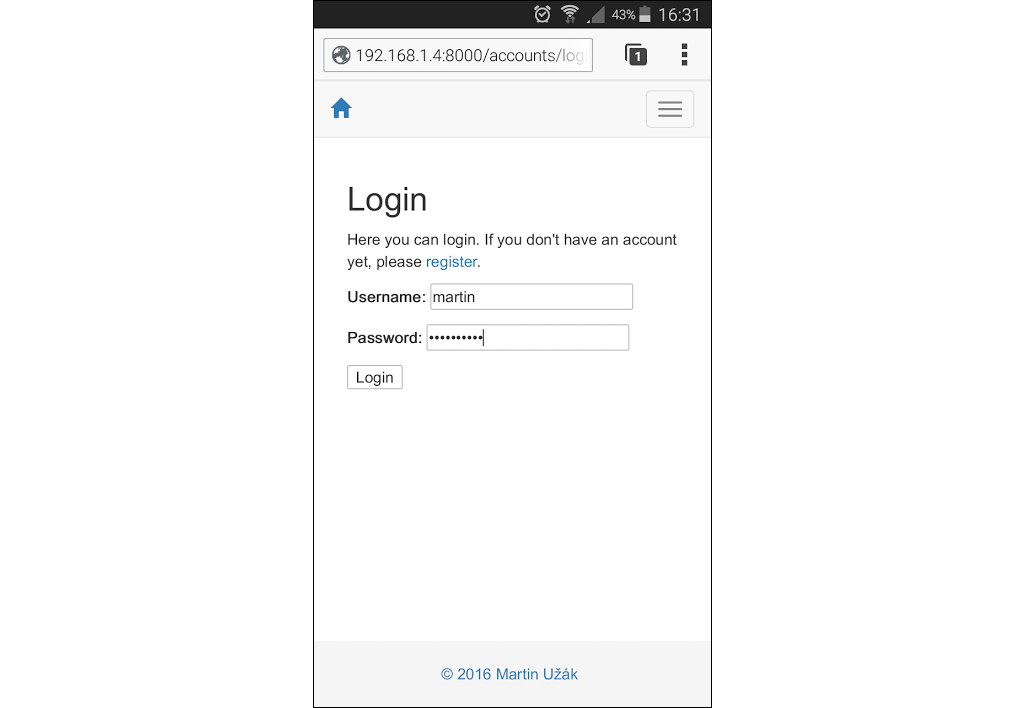 43% 16:31
192.168.1.4:8000/accounts/log
1
Login
Here you can login. If you don't have an account
yet, please register.
Username: martin
Password: ••••••••••
Login
© 2016 Martin Užák